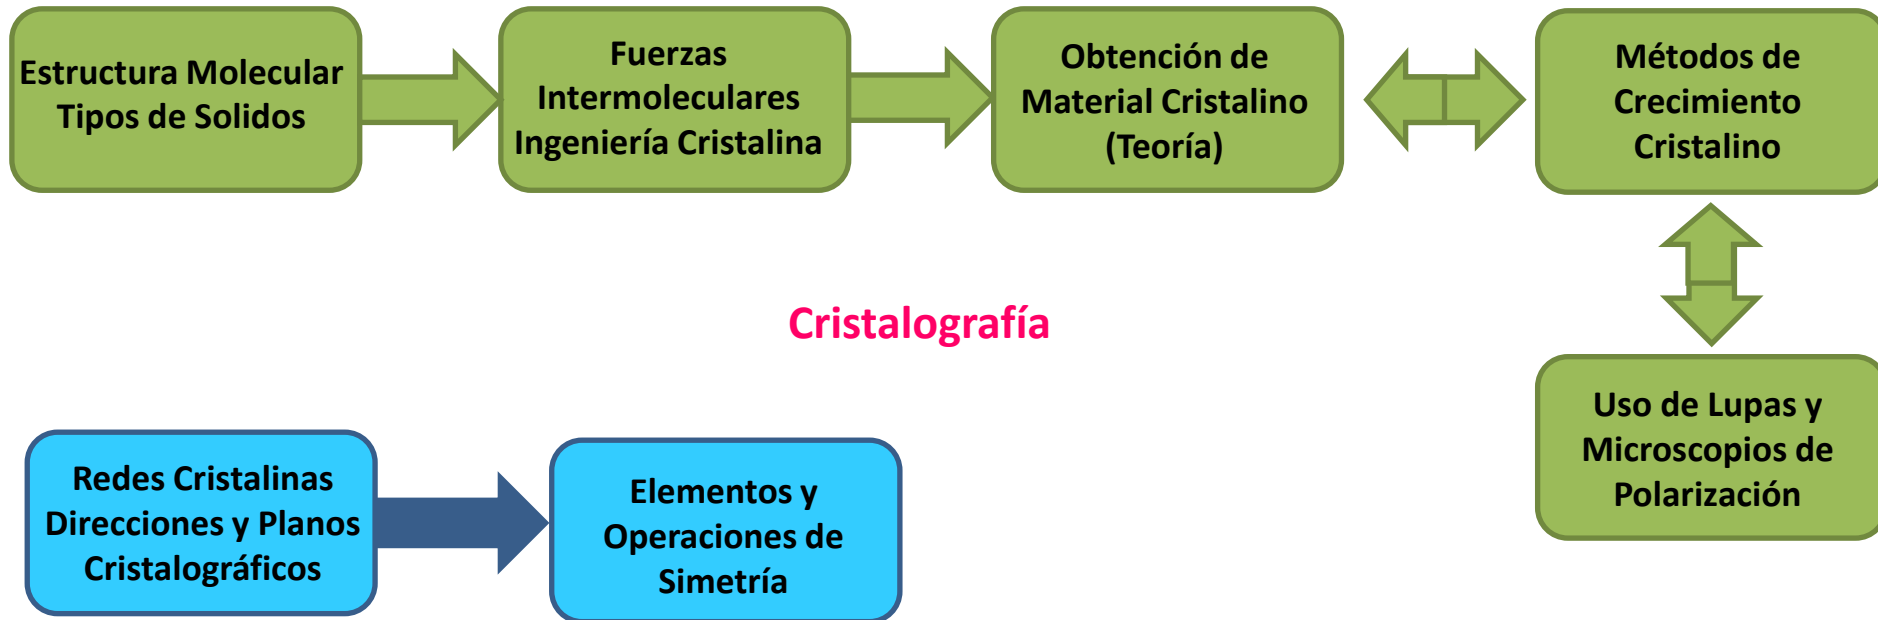 Estructura Molecular
Tipos de Solidos
Fuerzas
Intermoleculares
Ingeniería Cristalina
Obtención de
Material Cristalino
(Teoría)
Métodos de
Crecimiento
Cristalino
Cristalografía
Uso de Lupas y
Microscopios de
Polarización
Redes Cristalinas
Direcciones y Planos
Cristalográficos
Elementos y
Operaciones de
Simetría